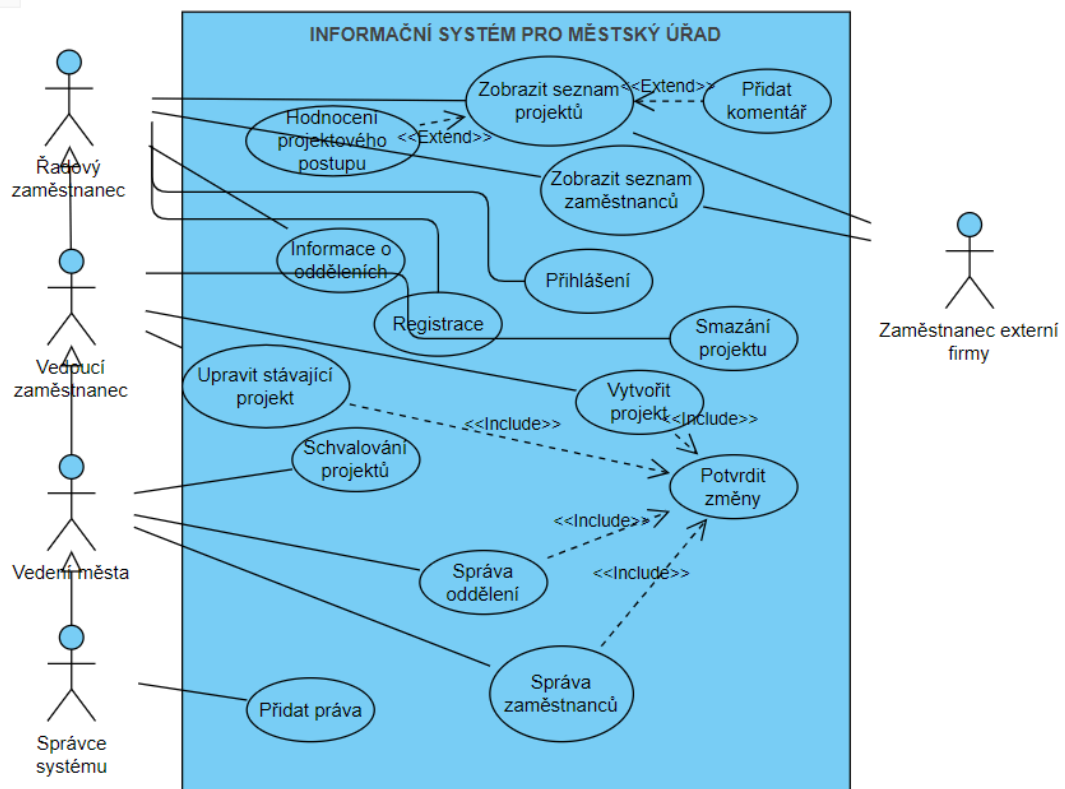 INFORMAČNÍ SYSTÉM PRO MĚSTSKÝ ÚŘAD
Zobrazit seznam
projektů
<<Extend>>
Přidat
komentář
Hodnocení
projektového
postupu
<<Extend>>
Řadový
zaměstnanec
Zobrazit seznam
zaměstnanců
Informace o
odděleních
Přihlášení
Registrace
Smazání
projektu
Zaměstnanec externí
firmy
Vedoucí
zaměstnanec
Upravit stávající
projekt
Vytvořit
projekt
<<Include>>
<<Include>>
Schvalování
projektů
Potvrdit
změny
<<Include>>
Vedení města
Správa
oddělení
<<Include>>
Správa
zaměstnanců
Přidat práva
Správce
systému